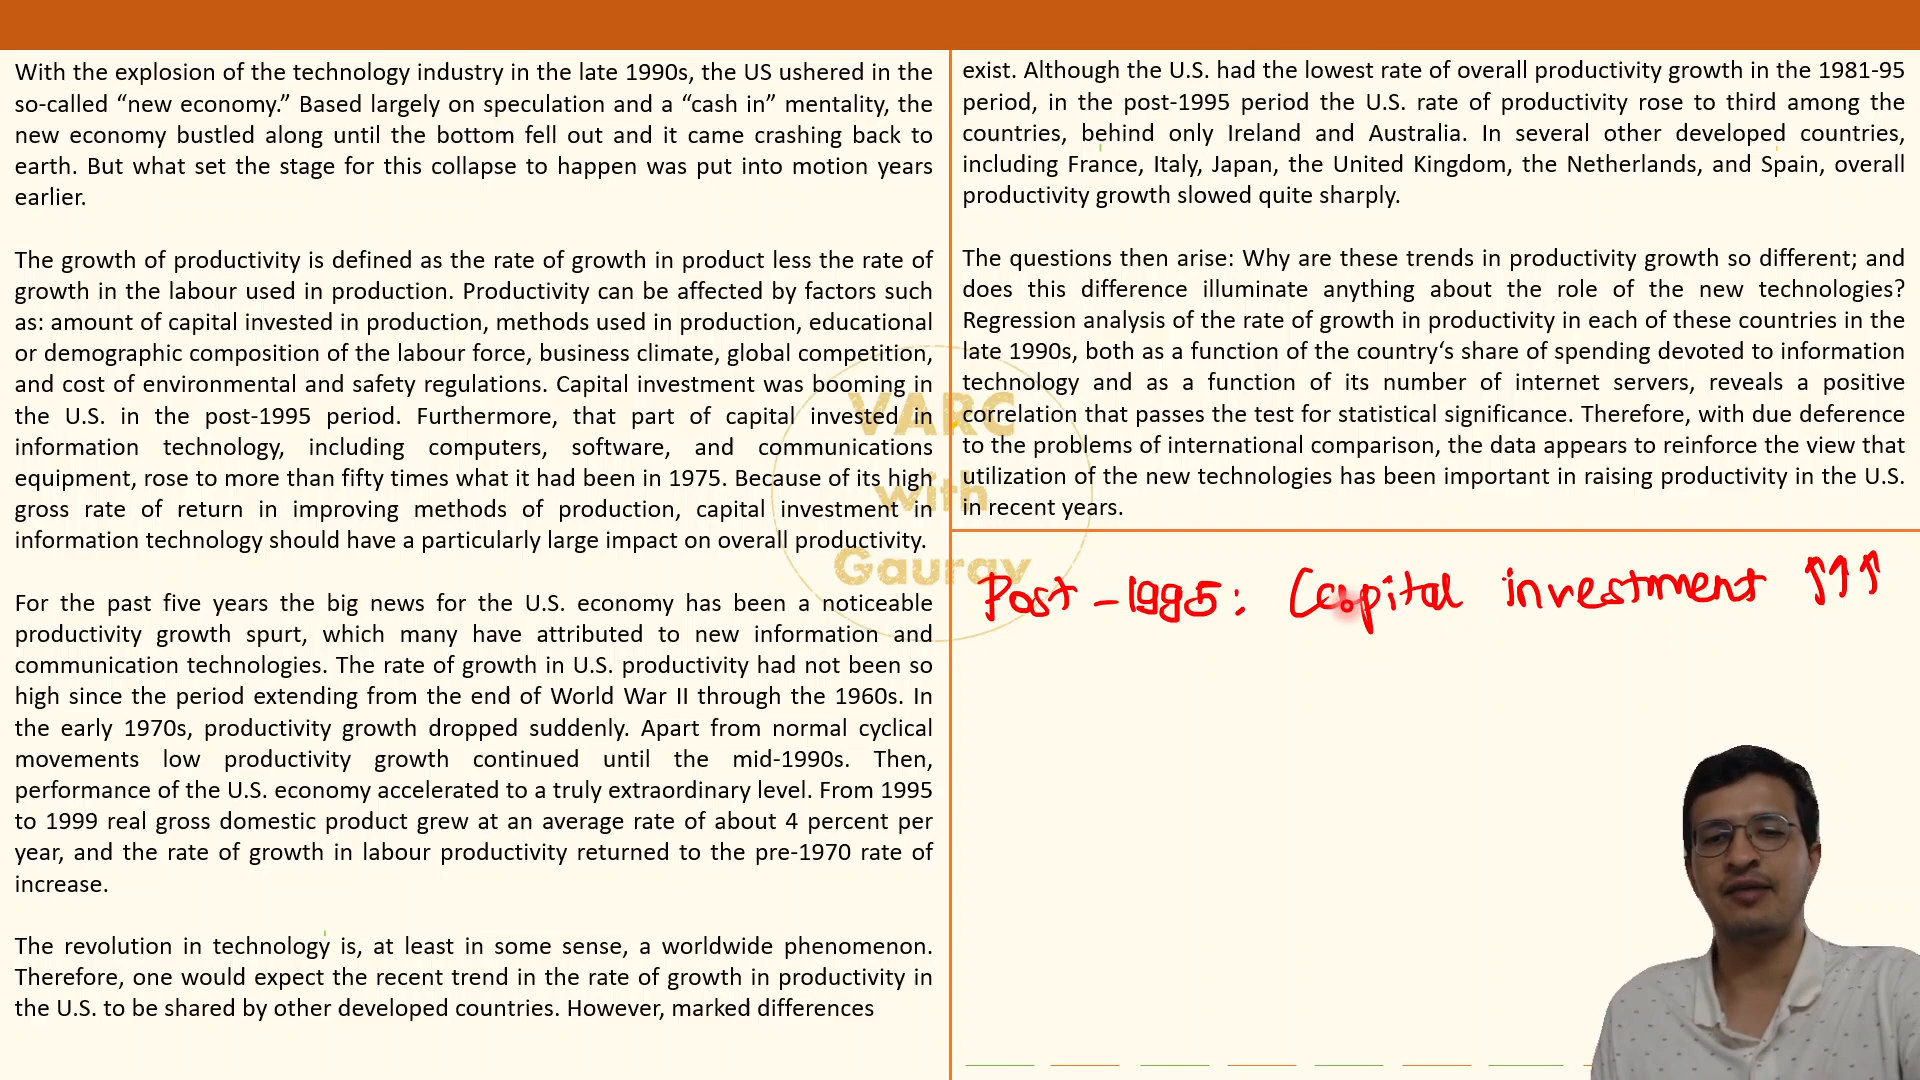 With the explosion of the technology industry in the late 1990s, the US ushered in the
so-called “new economy.” Based largely on speculation and a “cash in” mentality, the
new economy bustled along until the bottom fell out and it came crashing back to
earth. But what set the stage for this collapse to happen was put into motion years
earlier.
The growth of productivity is defined as the rate of growth in product less the rate of
growth in the labour used in production. Productivity can be affected by factors such
as: amount of capital invested in production, methods used in production, educational
or demographic composition of the labour force, business climate, global competition,
and cost of environmental and safety regulations. Capital investment was booming in
the U.S. in the post-1995 period. Furthermore, that part of capital invested in
information technology, including computers, software, and communications
equipment, rose to more than fifty times what it had been in 1975. Because of its high
gross rate of return in improving methods of production, capital investment in
information technology should have a particularly large impact on overall productivity.
For the past five years the big news for the U.S. economy has been a noticeable
productivity growth spurt, which many have attributed to new information and
communication technologies. The rate of growth in U.S. productivity had not been so
high since the period extending from the end of World War II through the 1960s. In
the early 1970s, productivity growth dropped suddenly. Apart from normal cyclical
movements low productivity growth continued until the mid-1990s. Then,
performance of the U.S. economy accelerated to a truly extraordinary level. From 1995
to 1999 real gross domestic product grew at an average rate of about 4 percent per
year, and the rate of growth in labour productivity returned to the pre-1970 rate of
increase.
The revolution in technology is, at least in some sense, a worldwide phenomenon.
Therefore, one would expect the recent trend in the rate of growth in productivity in
the U.S. to be shared by other developed countries. However, marked differences
exist. Although the U.S. had the lowest rate of overall productivity growth in the 1981-95
period, in the post-1995 period the U.S. rate of productivity rose to third among the
countries, behind only Ireland and Australia. In several other developed countries,
including France, Italy, Japan, the United Kingdom, the Netherlands, and Spain, overall
productivity growth slowed quite sharply.
The questions then arise: Why are these trends in productivity growth so different; and
does this difference illuminate anything about the role of the new technologies?
Regression analysis of the rate of growth in productivity in each of these countries in the
late 1990s, both as a function of the country‘s share of spending devoted to information
technology and as a function of its number of internet servers, reveals a positive
correlation that passes the test for statistical significance. Therefore, with due deference
to the problems of international comparison, the data appears to reinforce the view that
utilization of the new technologies has been important in raising productivity in the U.S.
in recent years.
VARC
with
Gaurav
Post -1995: Capital investment ↑↑↑